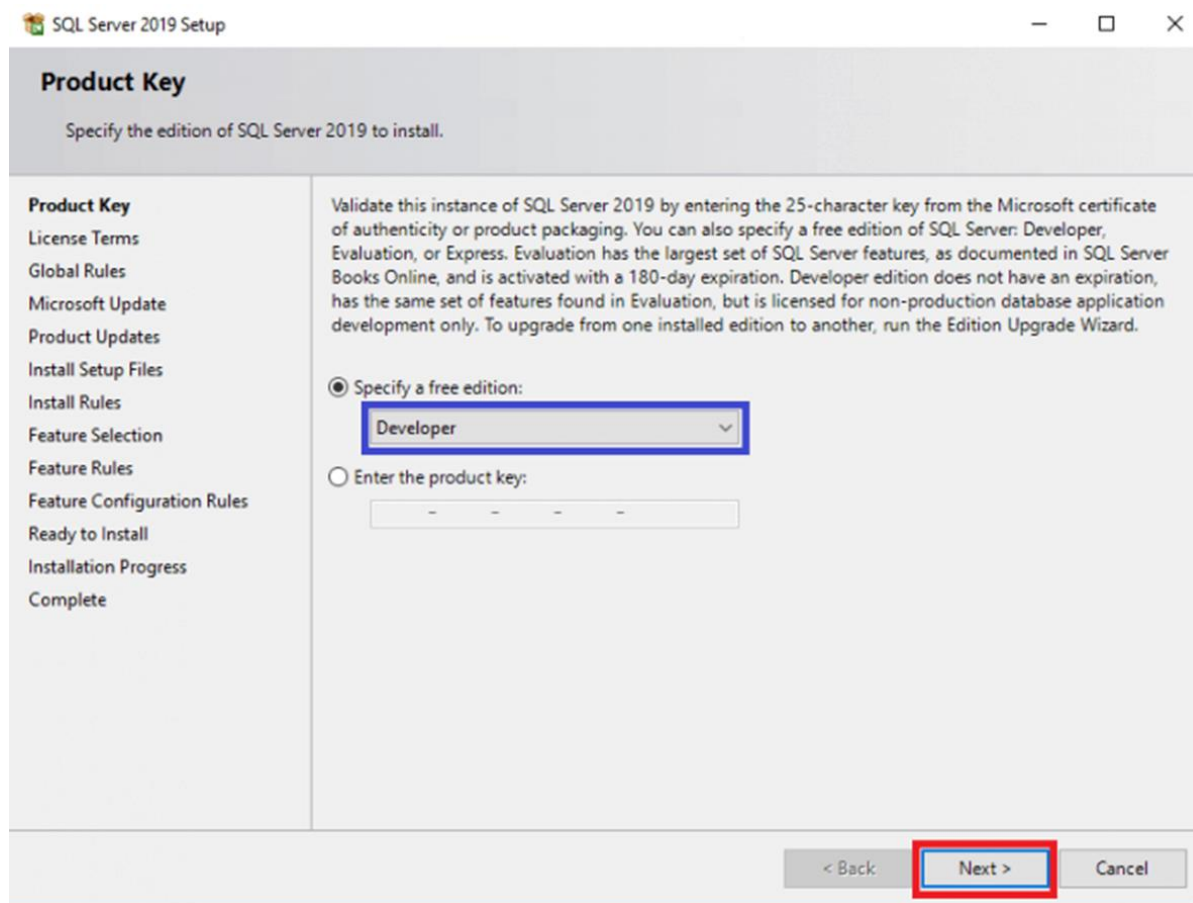 SQL Server 2019 Setup
Product Key
Specify the edition of SQL Server 2019 to install.
Product Key
License Terms
Global Rules
Microsoft Update
Product Updates
Install Setup Files
Install Rules
Feature Selection
Feature Rules
Feature Configuration Rules
Ready to Install
Installation Progress
Complete
Validate this instance of SQL Server 2019 by entering the 25-character key from the Microsoft certificate
of authenticity or product packaging. You can also specify a free edition of SQL Server: Developer,
Evaluation, or Express. Evaluation has the largest set of SQL Server features, as documented in SQL Server
Books Online, and is activated with a 180-day expiration. Developer edition does not have an expiration,
has the same set of features found in Evaluation, but is licensed for non-production database application
development only. To upgrade from one installed edition to another, run the Edition Upgrade Wizard.
Specify a free edition:
Developer
Enter the product key:
- - - -
< Back Next > Cancel